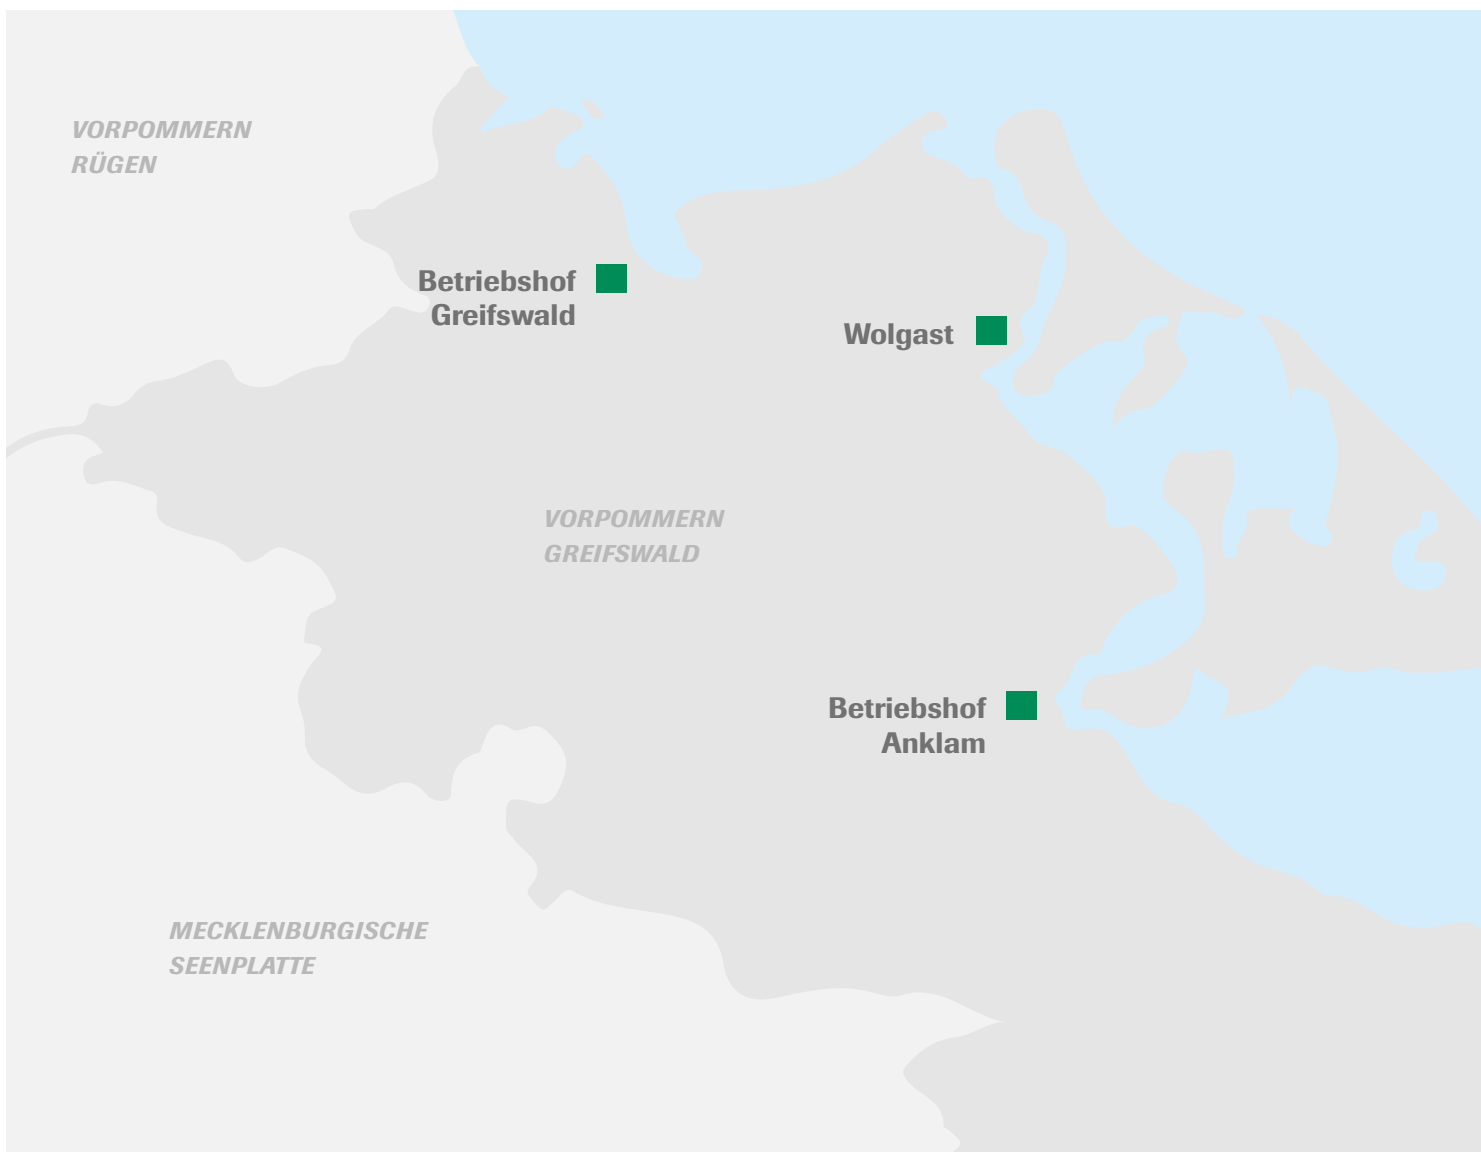 VORPOMMERN
RÜGEN
Betriebshof
Greifswald
Wolgast
VORPOMMERN
GREIFSWALD
Betriebshof
Anklam
MECKLENBURGISCHE
SEENPLATTE